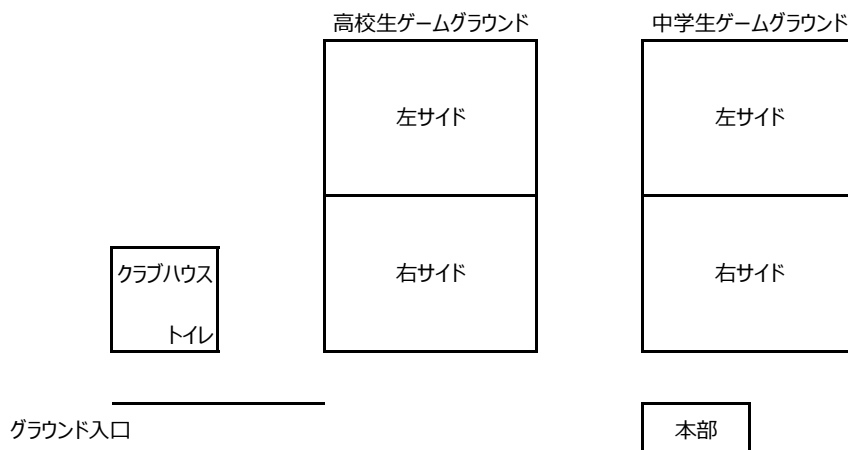 高校生ゲームグラウンド
中学生ゲームグラウンド
左サイド
左サイド
クラブハウス
右サイド
右サイド
トイレ
グラウンド入口
本部